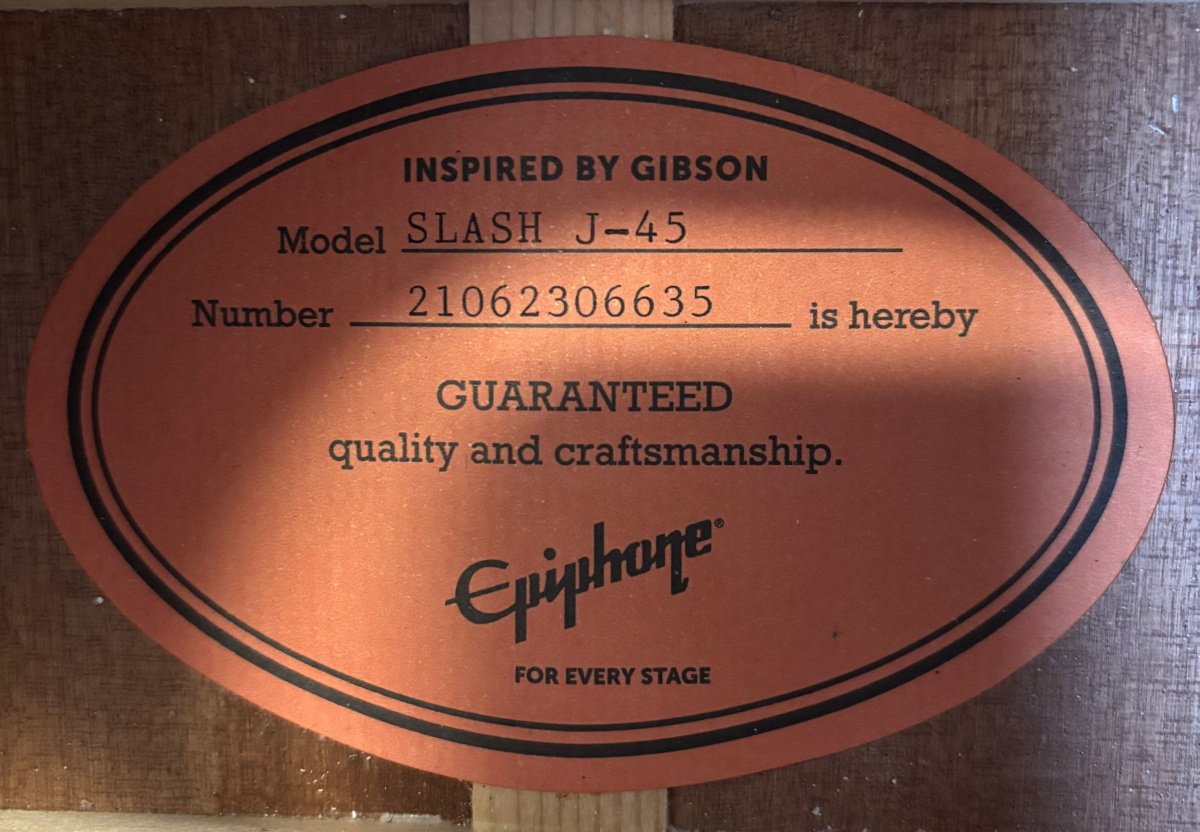 INSPIRED BY GIBSON
Model SLASH J-45
Number 21062306635 is hereby
GUARANTEED
quality and craftsmanship.
Epiphone®
FOR EVERY STAGE